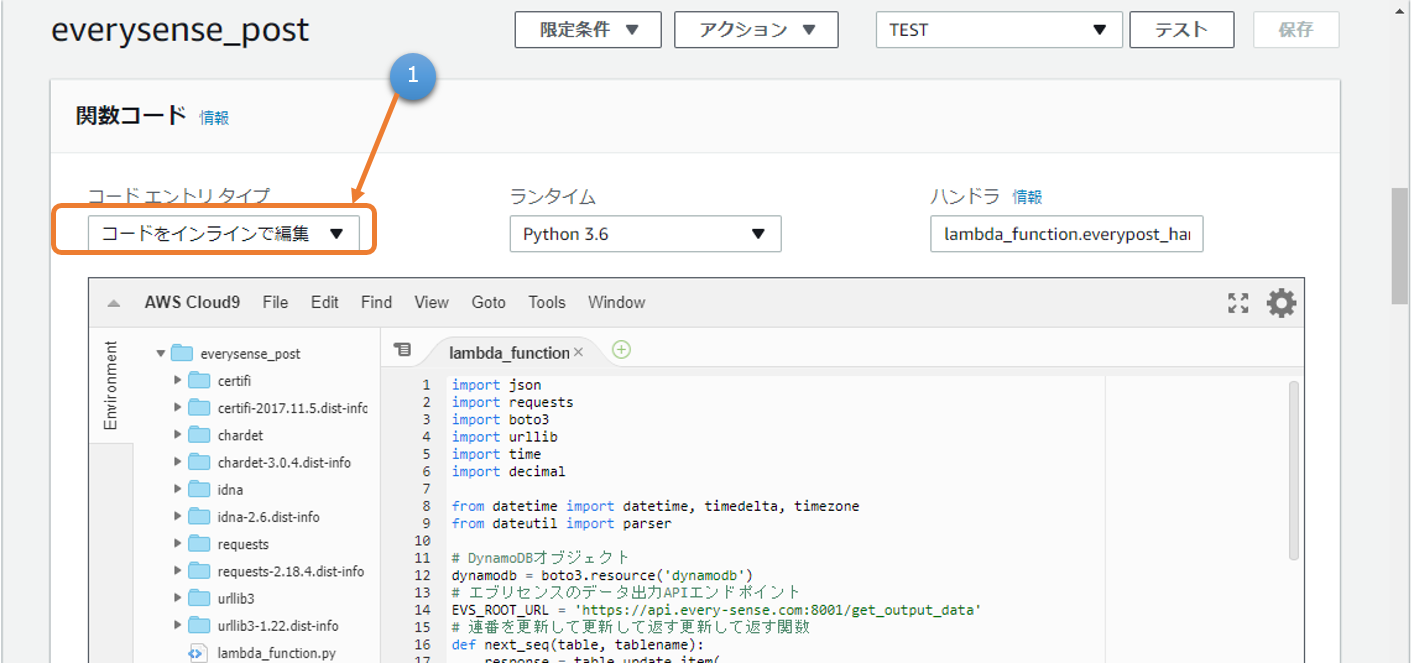 everysense_post 限定条件 アクション TEST テスト 保存
1
関数コード 情報
コード エントリ タイプ ランタイム ハンドラ 情報
コードをインラインで編集 Python 3.6 lambda_function.everypost_har
AWS Cloud9 File Edit Find View Goto Tools Window
Environment
everysense_post
certifi
certifi-2017.11.5.dist-info
chardet
chardet-3.0.4.dist-info
idna
idna-2.6.dist-info
requests
requests-2.18.4.dist-info
urllib3
urllib3-1.22.dist-info
lambda_function.py
lambda_function
1 import json
2 import requests
3 import boto3
4 import urllib
5 import time
6 import decimal
7
8 from datetime import datetime, timedelta, timezone
9 from dateutil import parser
10
11 # DynamoDBオブジェクト
12 dynamodb = boto3.resource('dynamodb')
13 # エブリセンスのデータ出力APIエンドポイント
14 EVS_ROOT_URL = 'https://api.every-sense.com:8001/get_output_data'
15 # 連番を更新して更新して返す更新して返す関数
16 def next_seq(table, tablename):
17 response = table.update_item(